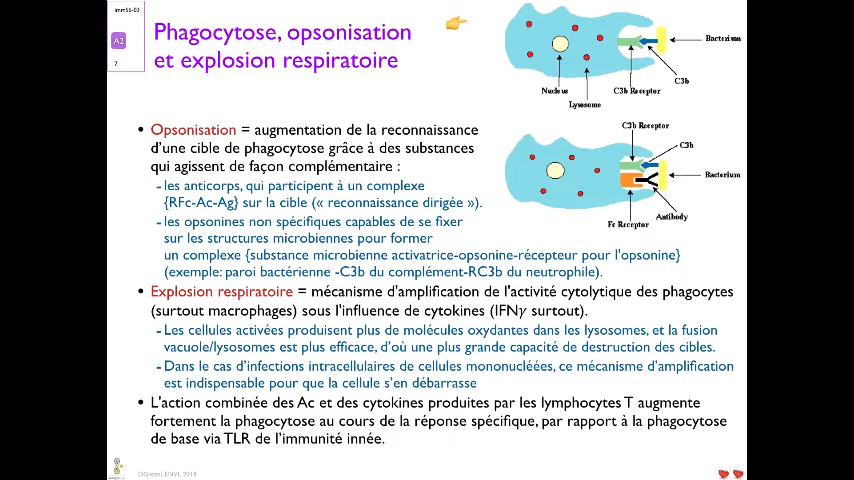 imm56-03
A2
7
Phagocytose, opsonisation
et explosion respiratoire
Bacterium
C3b
C3b Receptor
Nucleus
Lysosome
C3b Receptor
C3b
Bacterium
Antibody
Fc Receptor
• Opsonisation = augmentation de la reconnaissance
d'une cible de phagocytose grâce à des substances
qui agissent de façon complémentaire :
- les anticorps, qui participent à un complexe
{RFc-Ac-Ag} sur la cible (« reconnaissance dirigée »).
- les opsonines non spécifiques capables de se fixer
sur les structures microbiennes pour former
un complexe {substance microbienne activatrice-opsonine-récepteur pour l'opsonine}
(exemple: paroi bactérienne -C3b du complément-RC3b du neutrophile).
• Explosion respiratoire = mécanisme d'amplification de l'activité cytolytique des phagocytes
(surtout macrophages) sous l'influence de cytokines (IFNγ surtout).
- Les cellules activées produisent plus de molécules oxydantes dans les lysosomes, et la fusion
vacuole/lysosomes est plus efficace, d'où une plus grande capacité de destruction des cibles.
- Dans le cas d'infections intracellulaires de cellules mononucléées, ce mécanisme d'amplification
est indispensable pour que la cellule s'en débarrasse
• L'action combinée des Ac et des cytokines produites par les lymphocytes T augmente
fortement la phagocytose au cours de la réponse spécifique, par rapport à la phagocytose
de base via TLR de l'immunité innée.
DGrezel, ENVL, 2018